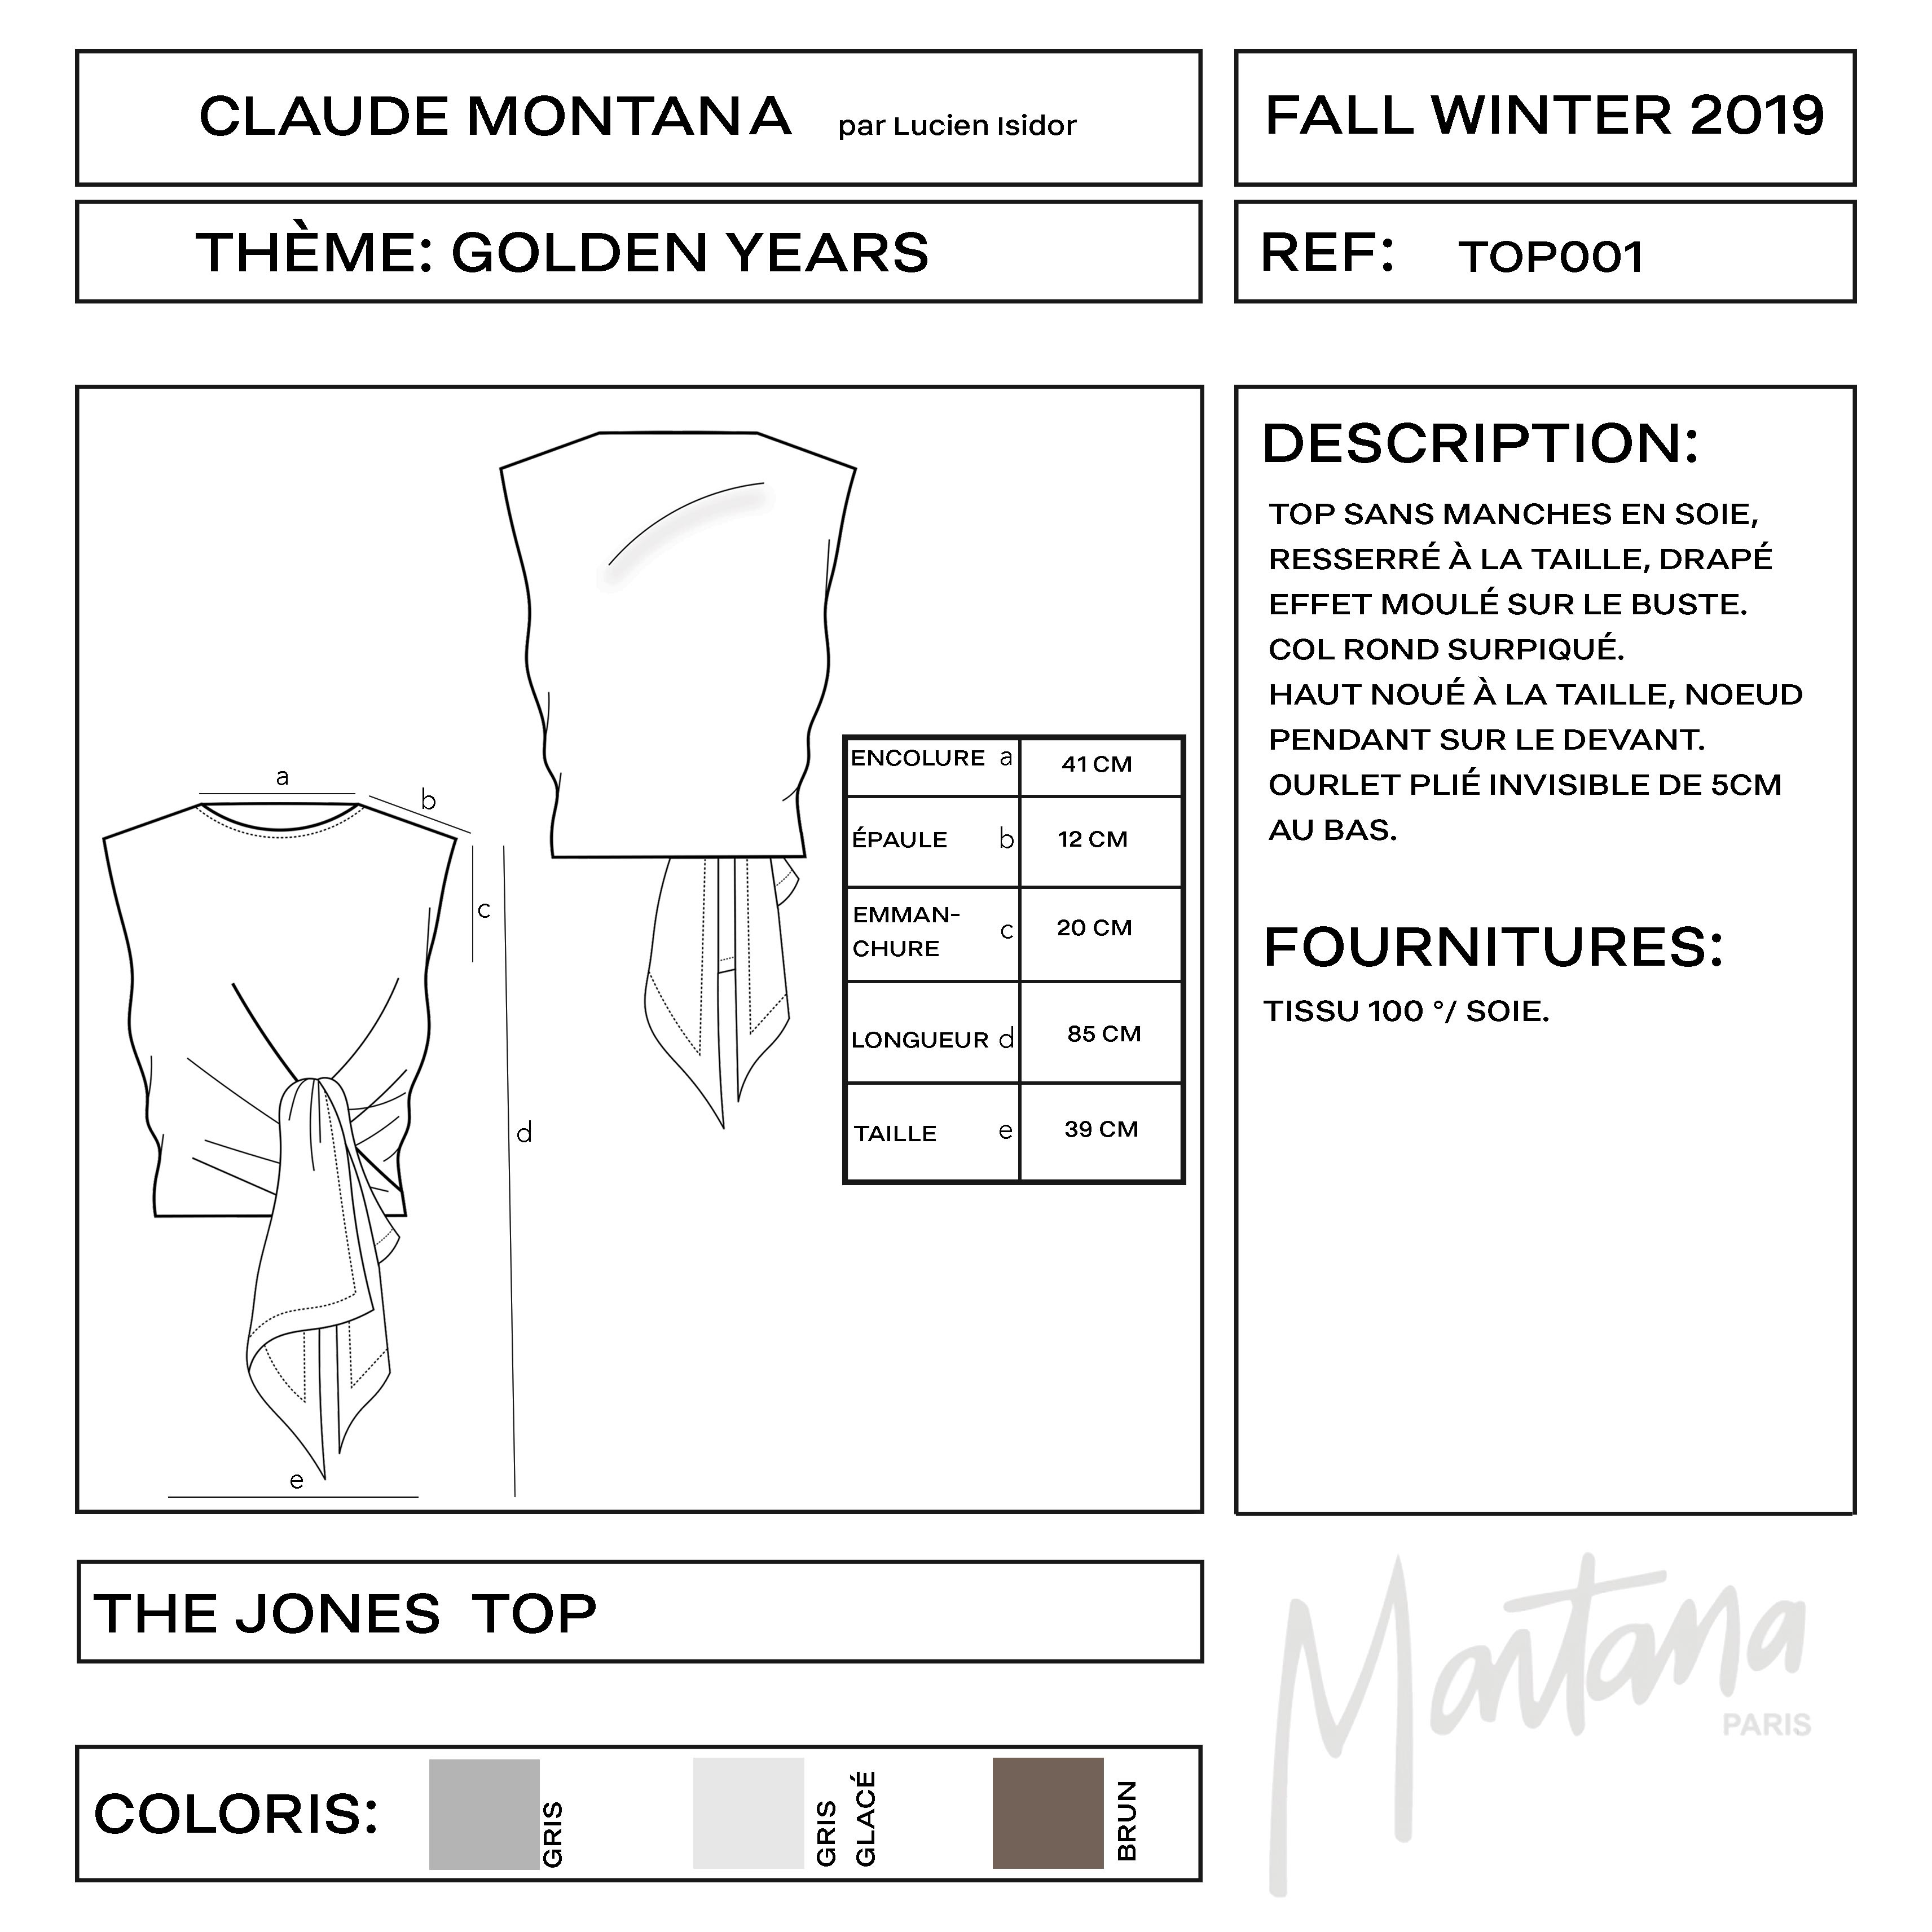 CLAUDE MONTANA par Lucien Isidor
FALL WINTER 2019
THÈME: GOLDEN YEARS
REF: TOP001
a
b
c
d
e
ENCOLURE a 41 CM
ÉPAULE b 12 CM
EMMAN-
CHURE c 20 CM
LONGUEUR d 85 CM
TAILLE e 39 CM
DESCRIPTION:
TOP SANS MANCHES EN SOIE,
RESSERRÉ À LA TAILLE, DRAPÉ
EFFET MOULÉ SUR LE BUSTE.
COL ROND SURPIQUÉ.
HAUT NOUÉ À LA TAILLE, NOEUD
PENDANT SUR LE DEVANT.
OURLET PLIÉ INVISIBLE DE 5CM
AU BAS.
FOURNITURES:
TISSU 100 °/ SOIE.
THE JONES TOP
COLORIS:
GRIS
GRIS
GLACÉ
BRUN
Montana
PARIS